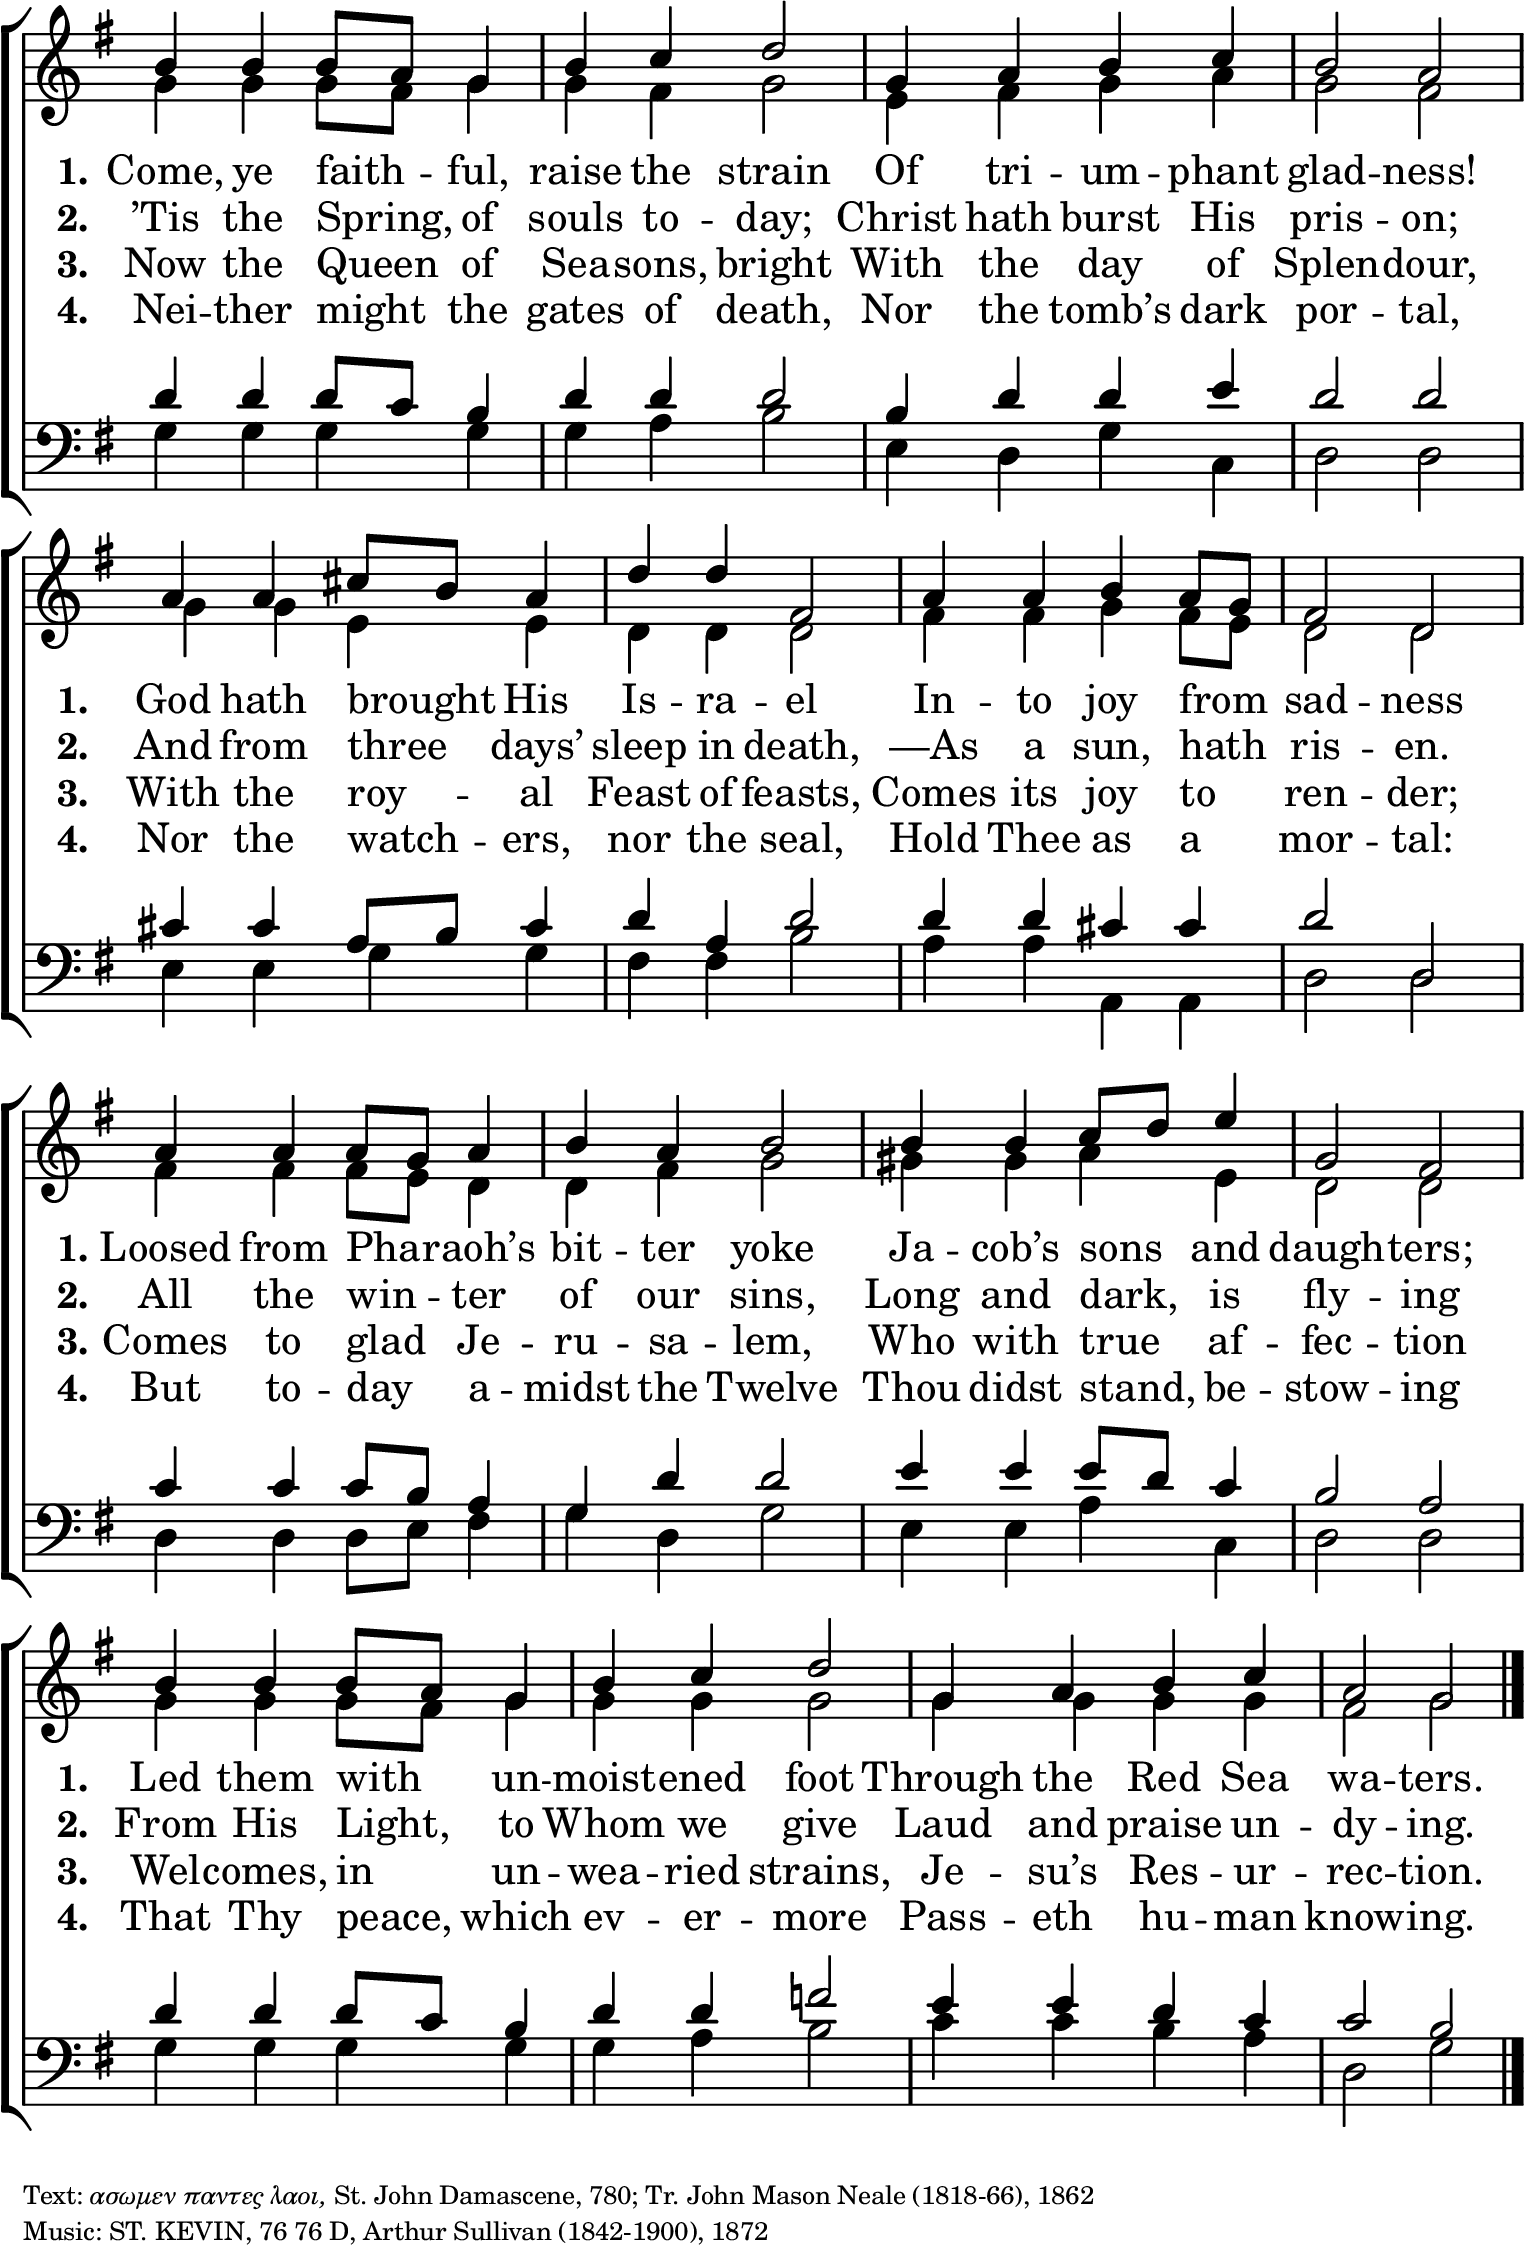 1. Come, ye faith -- ful, raise the strain Of tri -- um -- phant glad -- ness!
2. ’Tis the Spring, of souls to -- day; Christ hath burst His pris -- on;
3. Now the Queen of Seasons, bright With the day of Splendour,
4. Nei -- ther might the gates of death, Nor the tomb’s dark por -- tal,
1. God hath brought His Is -- ra -- el In -- to joy from sad -- ness
2. And from three days’ sleep in death, —As a sun, hath ris -- en.
3. With the roy -- al Feast of feasts, Comes its joy to ren -- der;
4. Nor the watch -- ers, nor the seal, Hold Thee as a mor -- tal:
1. Loosed from Pharaoh’s bit -- ter yoke Ja -- cob’s sons and daughters;
2. All the win -- ter of our sins, Long and dark, is fly -- ing
3. Comes to glad Je -- ru -- sa -- lem, Who with true af -- fec -- tion
4. But to -- day a -- midst the Twelve Thou didst stand, be -- stow -- ing
1. Led them with un -- moistened foot Through the Red Sea wa -- ters.
2. From His Light, to Whom we give Laud and praise un -- dy -- ing.
3. Welcomes, in un -- wea -- ried strains, Je -- su’s Res -- ur -- rec -- tion.
4. That Thy peace, which ev -- er -- more Pass -- eth hu -- man knowing.
Text: ασωμεν παντες λαοι, St. John Damascene, 780; Tr. John Mason Neale (1818-66), 1862
Music: ST. KEVIN, 76 76 D, Arthur Sullivan (1842-1900), 1872